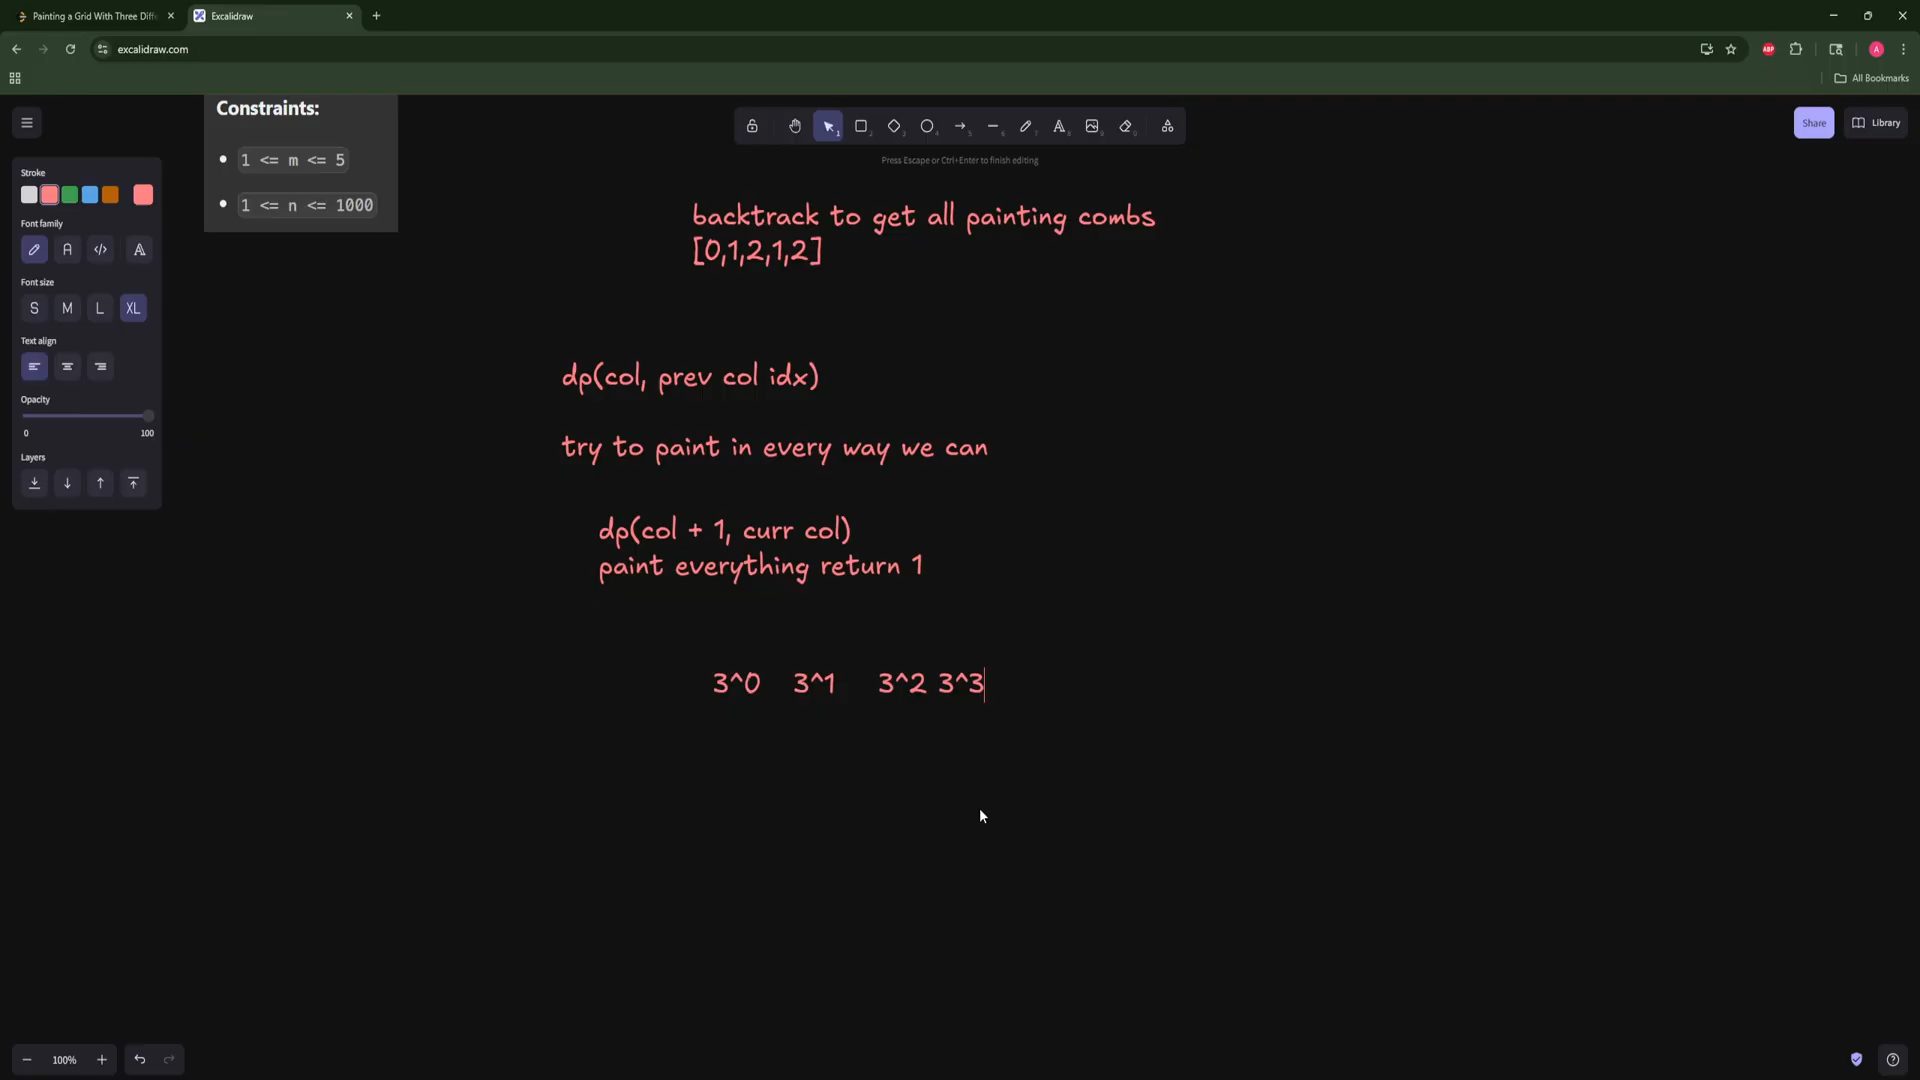 Painting a Grid With Three Diff
Excalidraw
excalidraw.com
ABP
A
All Bookmarks
Constraints:
1 <= m <= 5
1 <= n <= 1000
Share
Library
Press Escape or Ctrl+Enter to finish editing
Stroke
Font family
Font size
S M L XL
Text align
Opacity
0 100
Layers
backtrack to get all painting combs
[0,1,2,1,2]
dp(col, prev col idx)
try to paint in every way we can
dp(col + 1, curr col)
paint everything return 1
3^0 3^1 3^2 3^3
100%